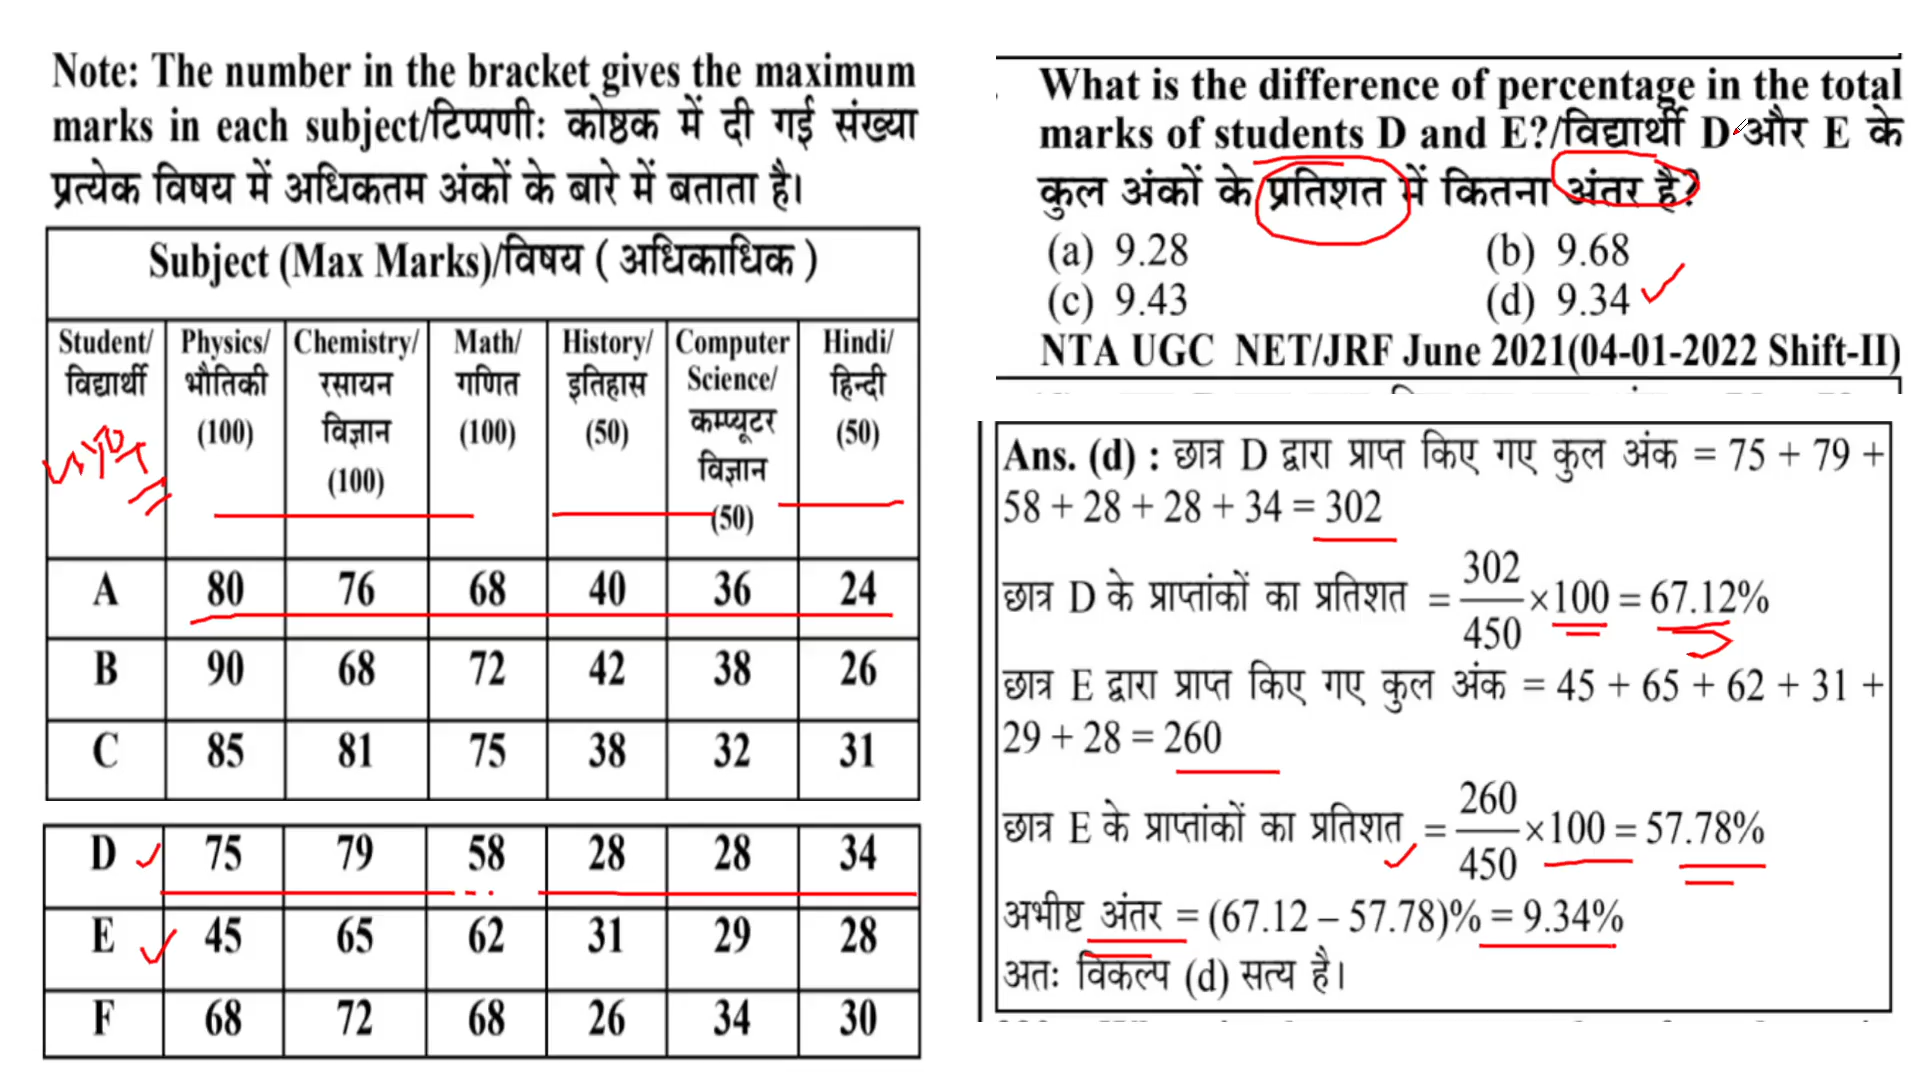 Note: The number in the bracket gives the maximum
marks in each subject/टिप्पणी: कोष्ठक में दी गई संख्या
प्रत्येक विषय में अधिकतम अंकों के बारे में बताता है।
Subject (Max Marks)/विषय ( अधिकाधिक )
Student/ विद्यार्थी
Physics/ भौतिकी (100)
Chemistry/ रसायन विज्ञान (100)
Math/ गणित (100)
History/ इतिहास (50)
Computer Science/ कम्प्यूटर विज्ञान (50)
Hindi/ हिन्दी (50)
A 80 76 68 40 36 24
B 90 68 72 42 38 26
C 85 81 75 38 32 31
D 75 79 58 28 28 34
E 45 65 62 31 29 28
F 68 72 68 26 34 30
What is the difference of percentage in the total
marks of students D and E?/विद्यार्थी D और E के
कुल अंकों के प्रतिशत में कितना अंतर है?
(a) 9.28 (b) 9.68
(c) 9.43 (d) 9.34
NTA UGC NET/JRF June 2021(04-01-2022 Shift-II)
Ans. (d) : छात्र D द्वारा प्राप्त किए गए कुल अंक = 75 + 79 +
58 + 28 + 28 + 34 = 302
छात्र D के प्राप्तांकों का प्रतिशत = 302/450 ×100 = 67.12%
छात्र E द्वारा प्राप्त किए गए कुल अंक = 45 + 65 + 62 + 31 +
29 + 28 = 260
छात्र E के प्राप्तांकों का प्रतिशत = 260/450 ×100 = 57.78%
अभीष्ट अंतर = (67.12 – 57.78)% = 9.34%
अतः विकल्प (d) सत्य है।